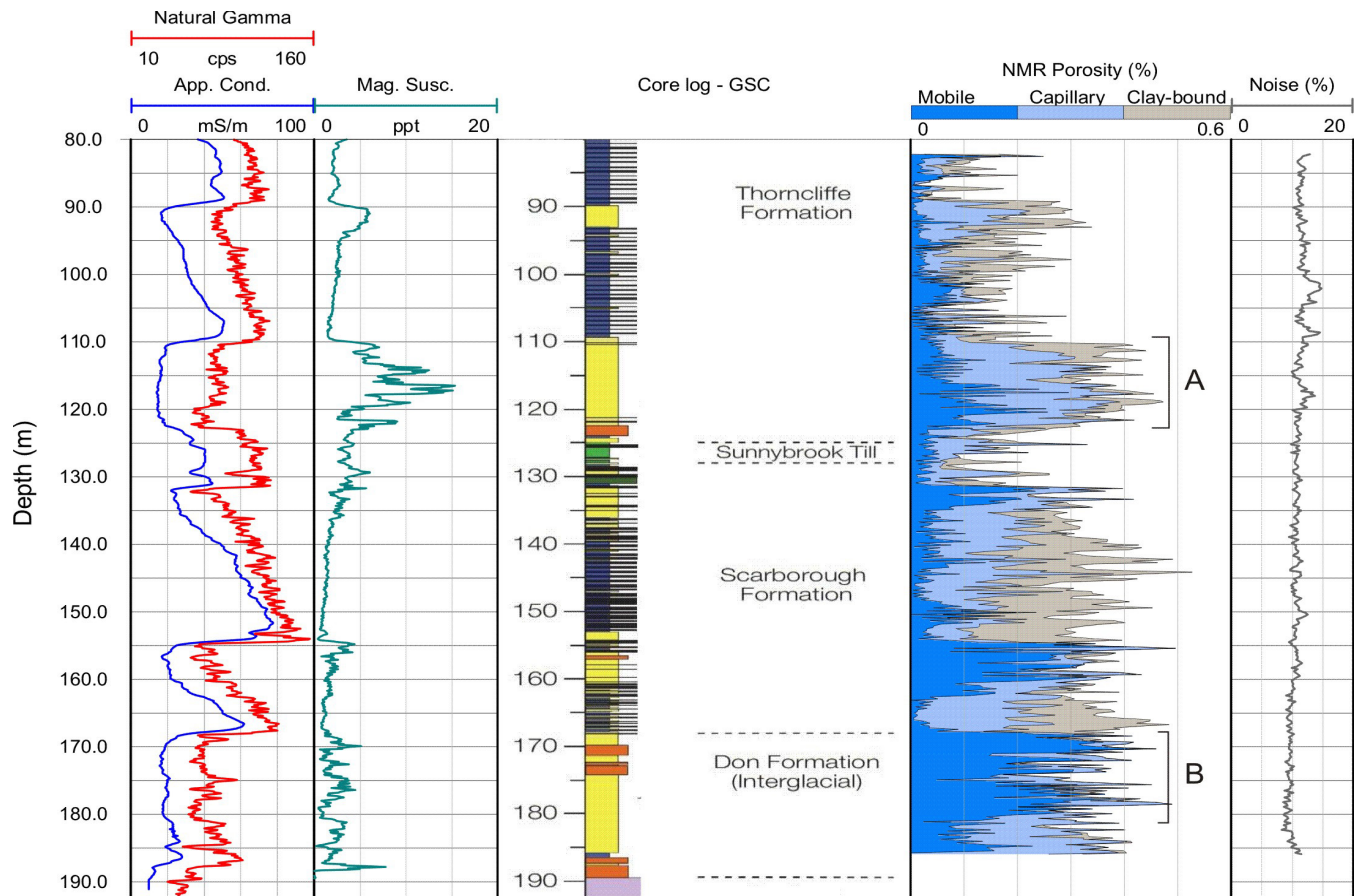 Natural Gamma
10 cps 160
App. Cond.
0 mS/m 100
Mag. Susc.
0 ppt 20
Core log - GSC
NMR Porosity (%)
Mobile Capillary Clay-bound
0 0.6
Noise (%)
0 20
Depth (m)
80.0
90.0
100.0
110.0
120.0
130.0
140.0
150.0
160.0
170.0
180.0
190.0
90
100
110
120
130
140
150
160
170
180
190
Thorncliffe
Formation
Sunnybrook Till
Scarborough
Formation
Don Formation
(Interglacial)
A
B